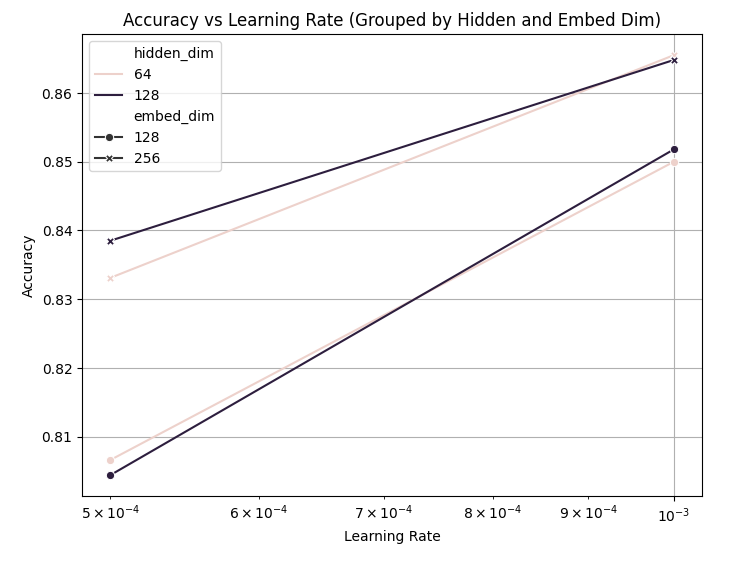 Accuracy vs Learning Rate (Grouped by Hidden and Embed Dim)
hidden_dim
64
128
embed_dim
128
256
Accuracy
0.86
0.85
0.84
0.83
0.82
0.81
5 × 10⁻⁴
6 × 10⁻⁴
7 × 10⁻⁴
8 × 10⁻⁴
9 × 10⁻⁴
10⁻³
Learning Rate